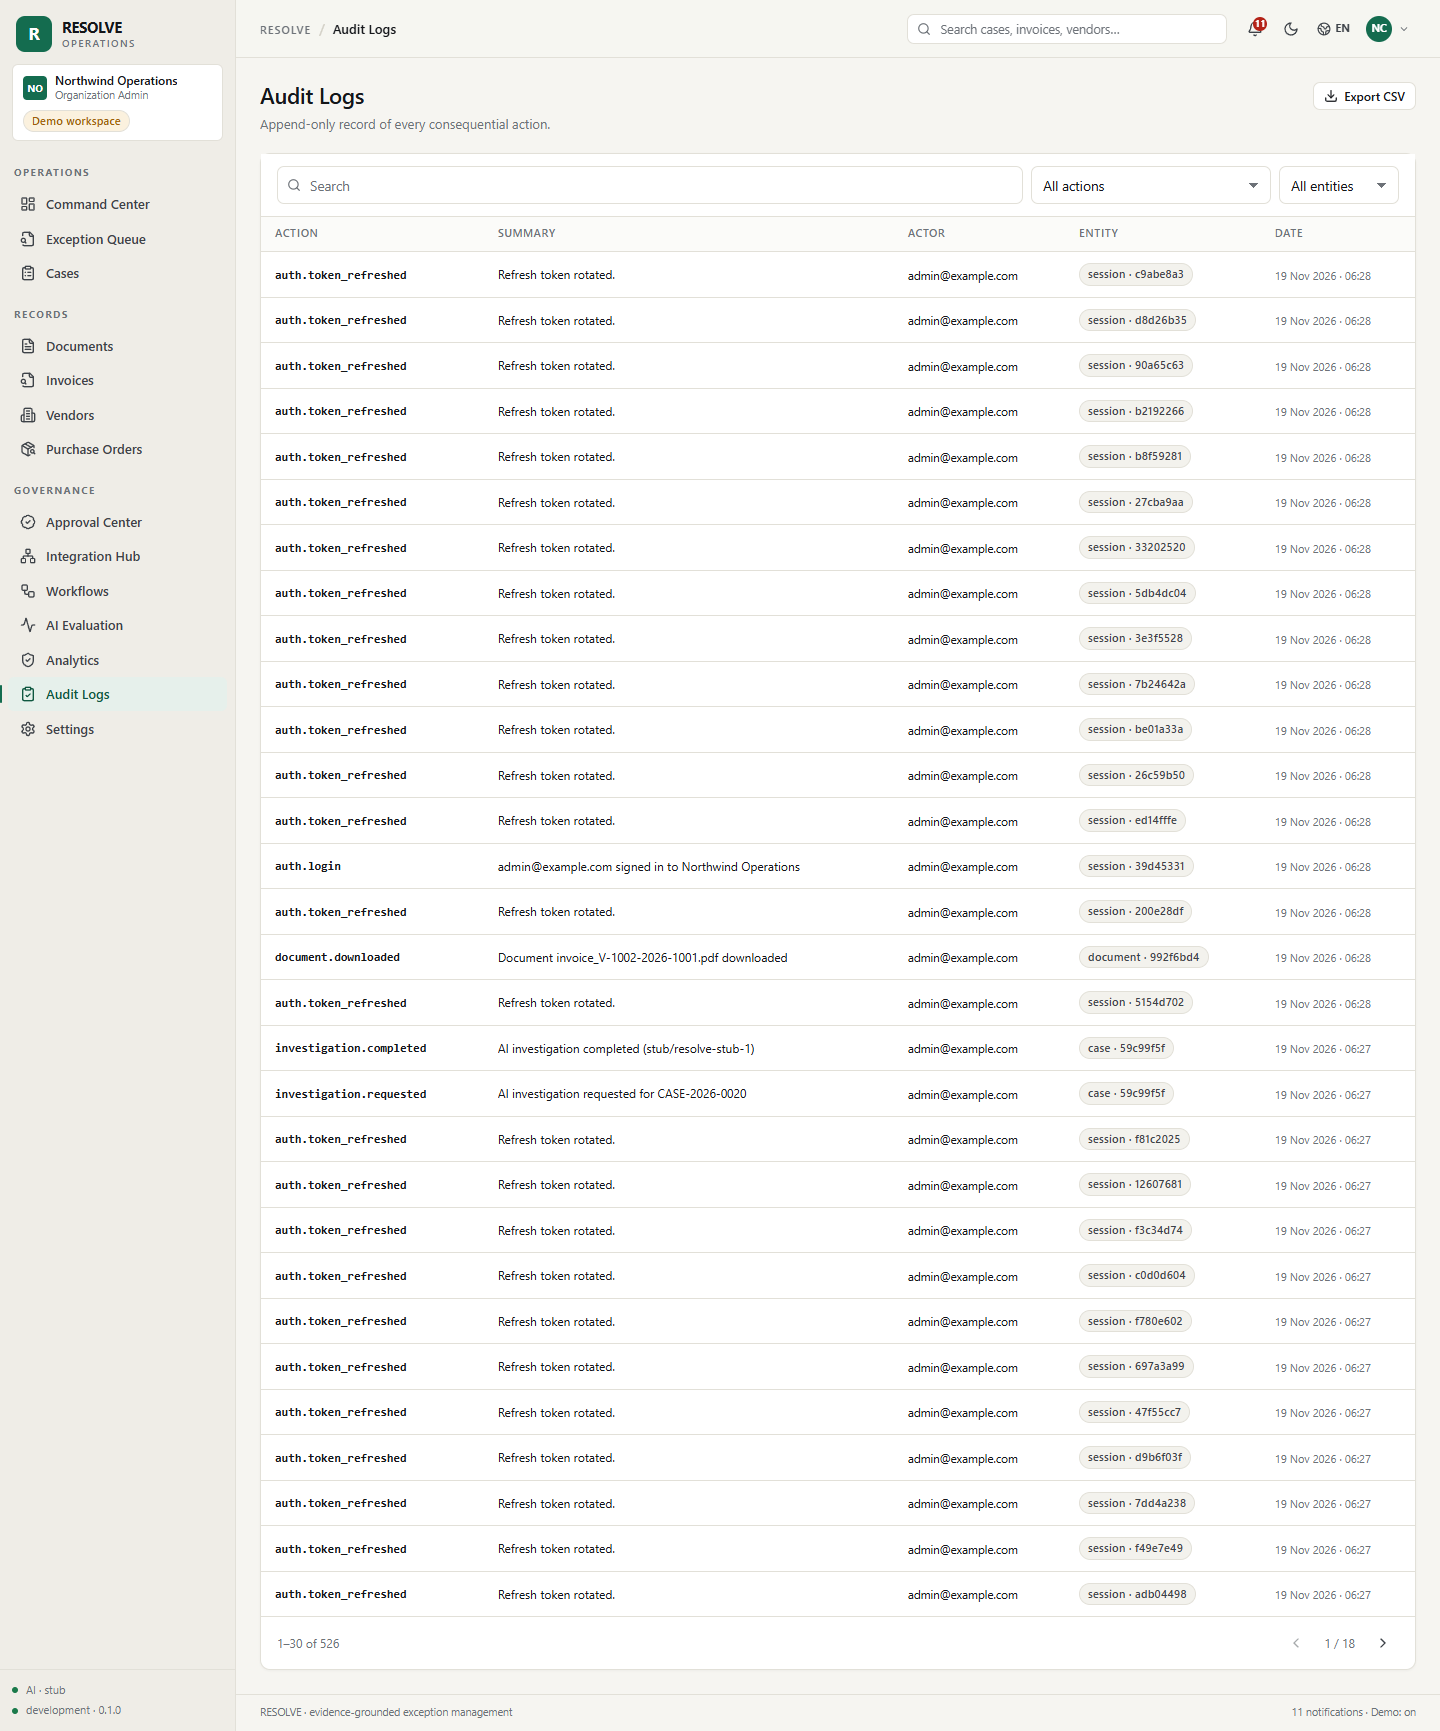 R
RESOLVE
OPERATIONS
NO
Northwind Operations
Organization Admin
Demo workspace
OPERATIONS
Command Center
Exception Queue
Cases
RECORDS
Documents
Invoices
Vendors
Purchase Orders
GOVERNANCE
Approval Center
Integration Hub
Workflows
AI Evaluation
Analytics
Audit Logs
Settings
AI · stub
development · 0.1.0
RESOLVE / Audit Logs
Search cases, invoices, vendors...
11
EN
NC
Audit Logs
Append-only record of every consequential action.
Export CSV
Search
All actions
All entities
ACTION SUMMARY ACTOR ENTITY DATE
auth.token_refreshed Refresh token rotated. admin@example.com session · c9abe8a3 19 Nov 2026 · 06:28
auth.token_refreshed Refresh token rotated. admin@example.com session · d8d26b35 19 Nov 2026 · 06:28
auth.token_refreshed Refresh token rotated. admin@example.com session · 90a65c63 19 Nov 2026 · 06:28
auth.token_refreshed Refresh token rotated. admin@example.com session · b2192266 19 Nov 2026 · 06:28
auth.token_refreshed Refresh token rotated. admin@example.com session · b8f59281 19 Nov 2026 · 06:28
auth.token_refreshed Refresh token rotated. admin@example.com session · 27cba9aa 19 Nov 2026 · 06:28
auth.token_refreshed Refresh token rotated. admin@example.com session · 33202520 19 Nov 2026 · 06:28
auth.token_refreshed Refresh token rotated. admin@example.com session · 5db4dc04 19 Nov 2026 · 06:28
auth.token_refreshed Refresh token rotated. admin@example.com session · 3e3f5528 19 Nov 2026 · 06:28
auth.token_refreshed Refresh token rotated. admin@example.com session · 7b24642a 19 Nov 2026 · 06:28
auth.token_refreshed Refresh token rotated. admin@example.com session · be01a33a 19 Nov 2026 · 06:28
auth.token_refreshed Refresh token rotated. admin@example.com session · 26c59b50 19 Nov 2026 · 06:28
auth.token_refreshed Refresh token rotated. admin@example.com session · ed14fffe 19 Nov 2026 · 06:28
auth.login admin@example.com signed in to Northwind Operations admin@example.com session · 39d45331 19 Nov 2026 · 06:28
auth.token_refreshed Refresh token rotated. admin@example.com session · 200e28df 19 Nov 2026 · 06:28
document.downloaded Document invoice_V-1002-2026-1001.pdf downloaded admin@example.com document · 992f6bd4 19 Nov 2026 · 06:28
auth.token_refreshed Refresh token rotated. admin@example.com session · 5154d702 19 Nov 2026 · 06:28
investigation.completed AI investigation completed (stub/resolve-stub-1) admin@example.com case · 59c99f5f 19 Nov 2026 · 06:27
investigation.requested AI investigation requested for CASE-2026-0020 admin@example.com case · 59c99f5f 19 Nov 2026 · 06:27
auth.token_refreshed Refresh token rotated. admin@example.com session · f81c2025 19 Nov 2026 · 06:27
auth.token_refreshed Refresh token rotated. admin@example.com session · 12607681 19 Nov 2026 · 06:27
auth.token_refreshed Refresh token rotated. admin@example.com session · f3c34d74 19 Nov 2026 · 06:27
auth.token_refreshed Refresh token rotated. admin@example.com session · c0d0d604 19 Nov 2026 · 06:27
auth.token_refreshed Refresh token rotated. admin@example.com session · f780e602 19 Nov 2026 · 06:27
auth.token_refreshed Refresh token rotated. admin@example.com session · 697a3a99 19 Nov 2026 · 06:27
auth.token_refreshed Refresh token rotated. admin@example.com session · 47f55cc7 19 Nov 2026 · 06:27
auth.token_refreshed Refresh token rotated. admin@example.com session · d9b6f03f 19 Nov 2026 · 06:27
auth.token_refreshed Refresh token rotated. admin@example.com session · 7dd4a238 19 Nov 2026 · 06:27
auth.token_refreshed Refresh token rotated. admin@example.com session · f49e7e49 19 Nov 2026 · 06:27
auth.token_refreshed Refresh token rotated. admin@example.com session · adb04498 19 Nov 2026 · 06:27
1–30 of 526
1 / 18
RESOLVE · evidence-grounded exception management
11 notifications · Demo: on